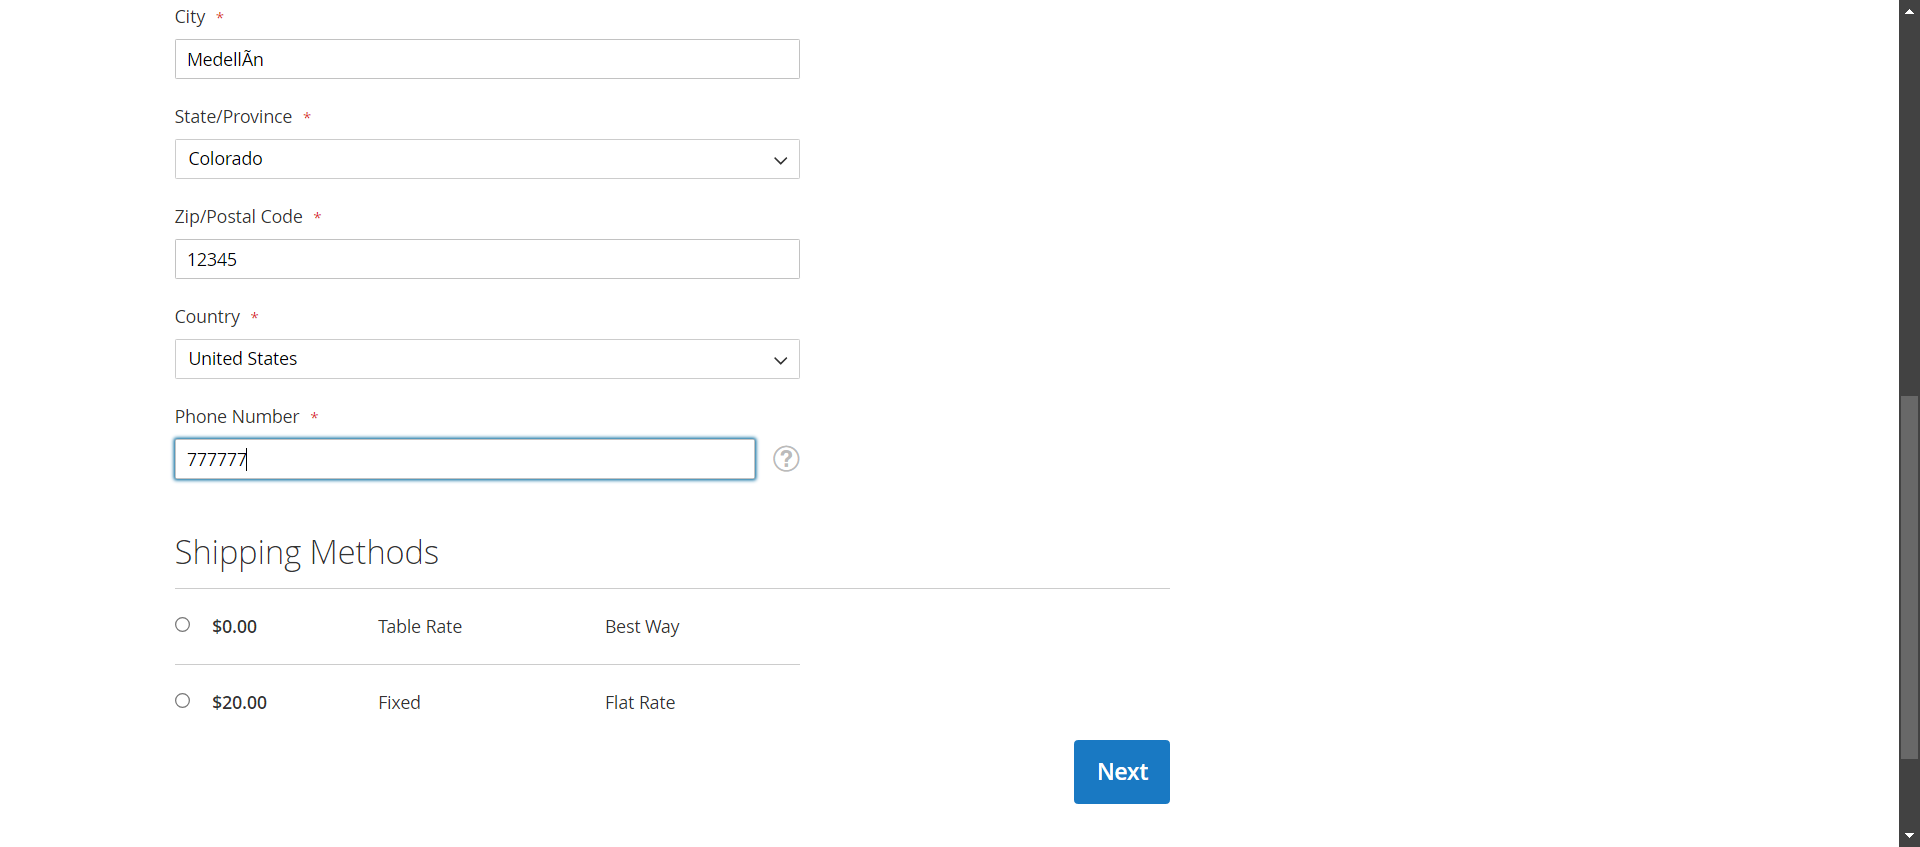 City *
MedellÃn
State/Province *
Colorado
Zip/Postal Code *
12345
Country *
United States
Phone Number *
777777
?
Shipping Methods
$0.00 Table Rate Best Way
$20.00 Fixed Flat Rate
Next